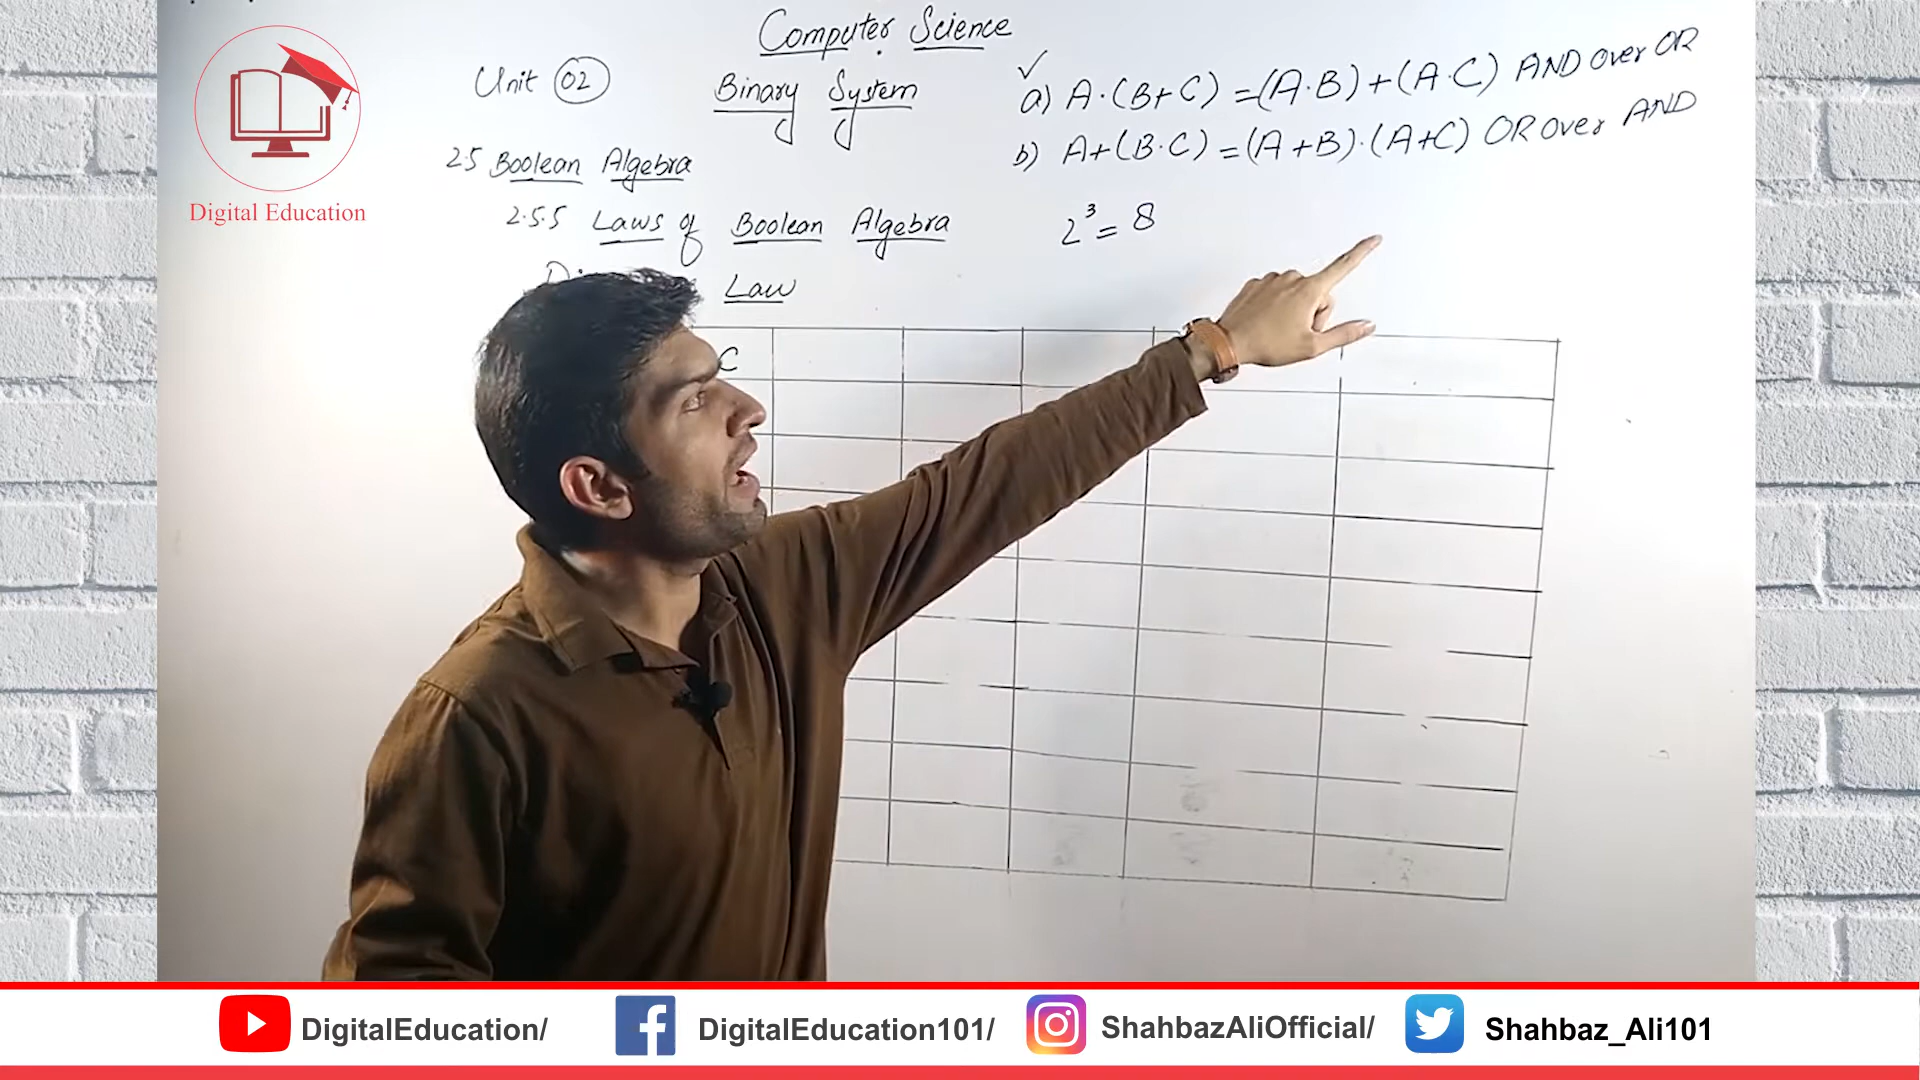 Computer Science
Unit 02
Binary System
2.5 Boolean Algebra
2.5.5 Laws of Boolean Algebra
Law
a) A.(B+C) =(A.B)+(A.C) AND over OR
b) A+(B.C) =(A+B).(A+C) OR over AND
2³ = 8
C
Digital Education
DigitalEducation/
DigitalEducation101/
ShahbazAliOfficial/
Shahbaz_Ali101